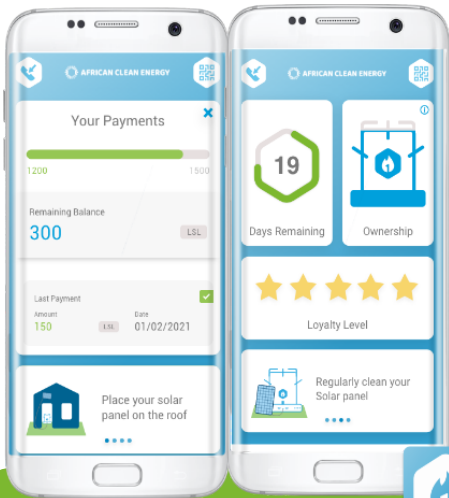 AFRICAN CLEAN ENERGY
Your Payments
1200
1500
Remaining Balance
300
LSL
Last Payment
Amount
150
LSL
Date
01/02/2021
Place your solar
panel on the roof
AFRICAN CLEAN ENERGY
19
Days Remaining
Ownership
Loyalty Level
Regularly clean your
Solar panel